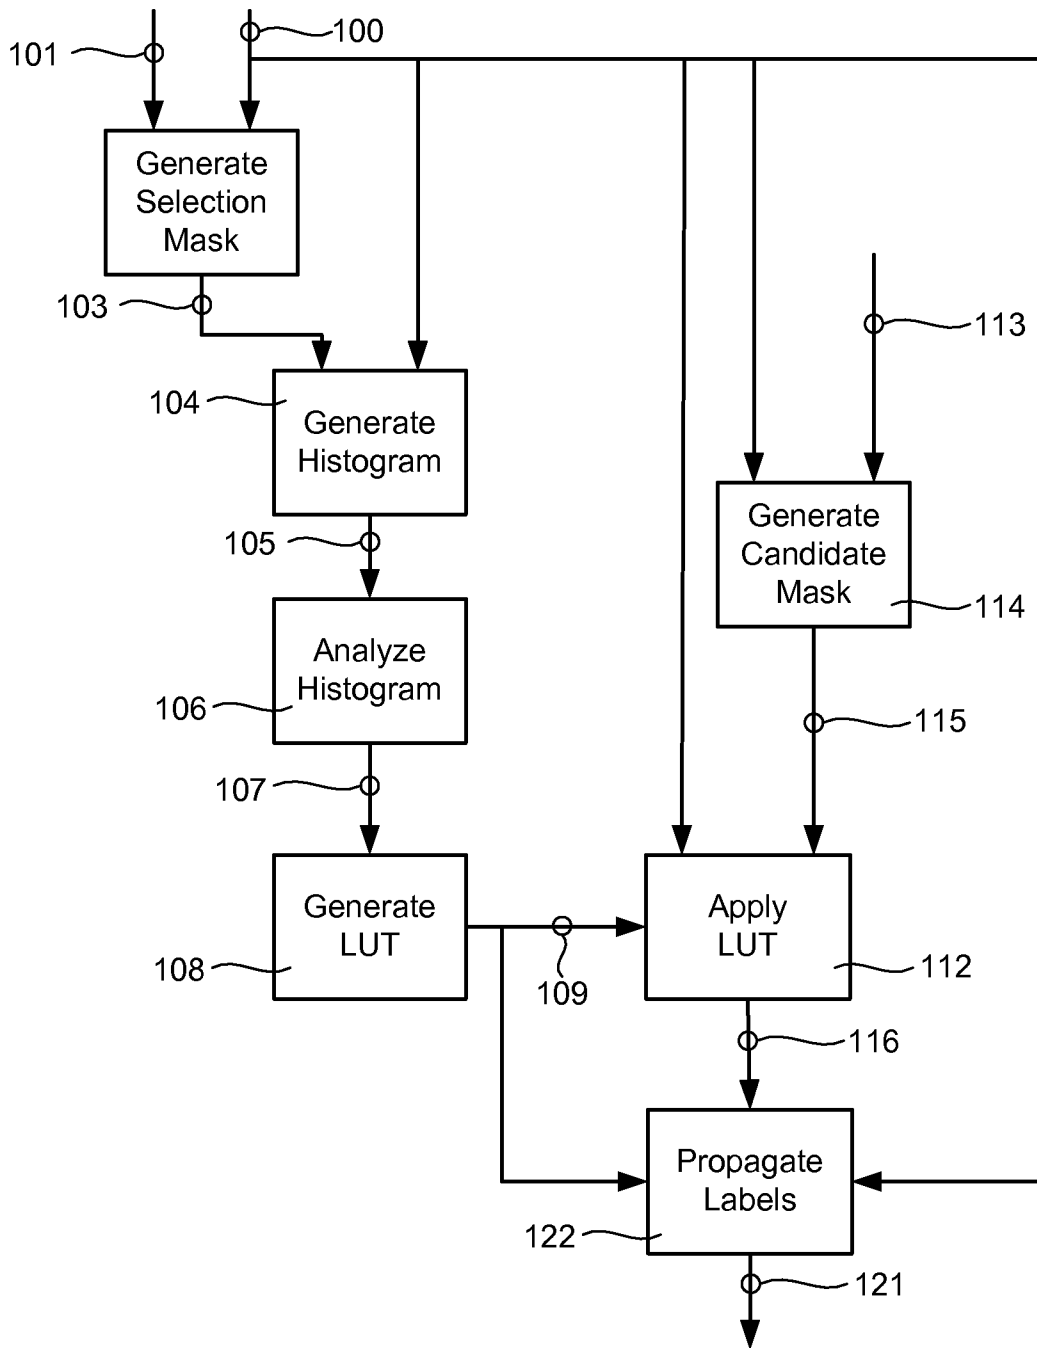 100
101
Generate
Selection
Mask
103
113
104
Generate
Histogram
105
Generate
Candidate
Mask
114
Analyze
Histogram
106
115
107
Generate
LUT
108
109
Apply
LUT
112
116
Propagate
Labels
122
121